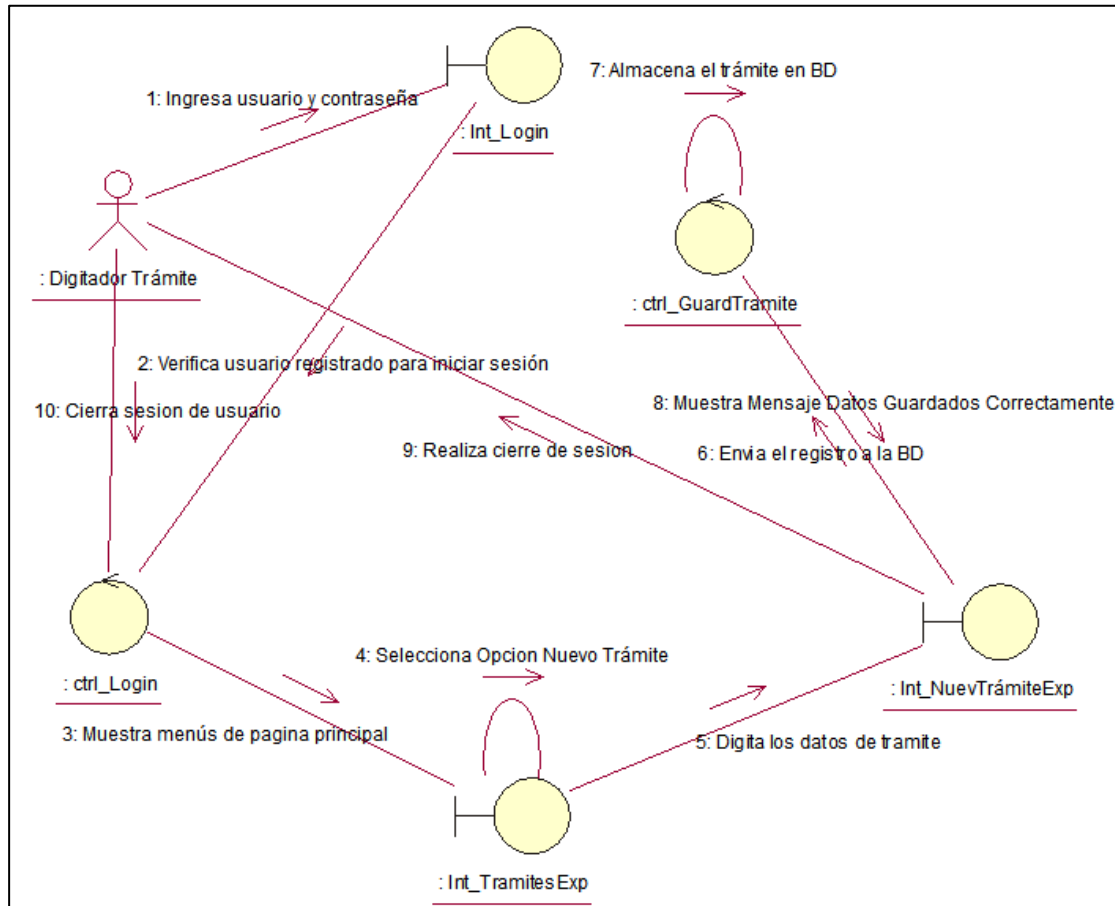 7: Almacena el trámite en BD
1: Ingresa usuario y contraseña
: Int_Login
: Digitador Trámite
: ctrl_GuardTramite
2: Verifica usuario registrado para iniciar sesión
10: Cierra sesion de usuario
8: Muestra Mensaje Datos Guardados Correctamente
9: Realiza cierre de sesion
6: Envia el registro a la BD
4: Selecciona Opcion Nuevo Trámite
: ctrl_Login
: Int_NuevTrámiteExp
3: Muestra menús de pagina principal
5: Digita los datos de tramite
: Int_TramitesExp